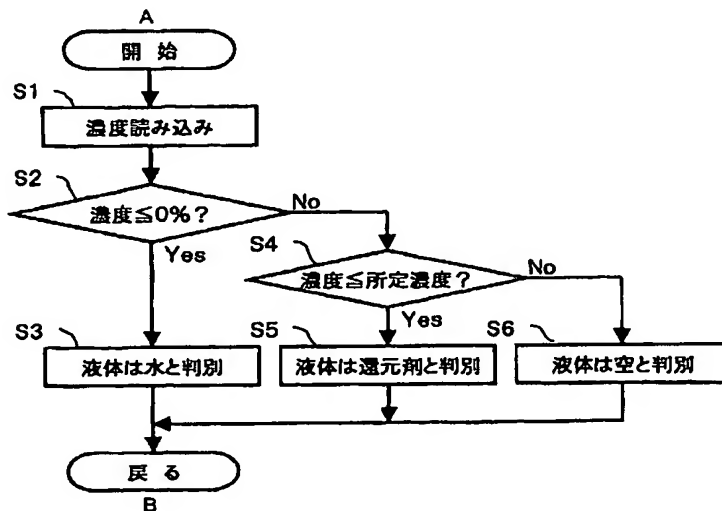 A
開 始
S1
濃度読み込み
S2
濃度≦0%?
No
Yes
S4
濃度≦所定濃度?
No
Yes
S3
液体は水と判別
S5
液体は還元剤と判別
S6
液体は空と判別
戻 る
B